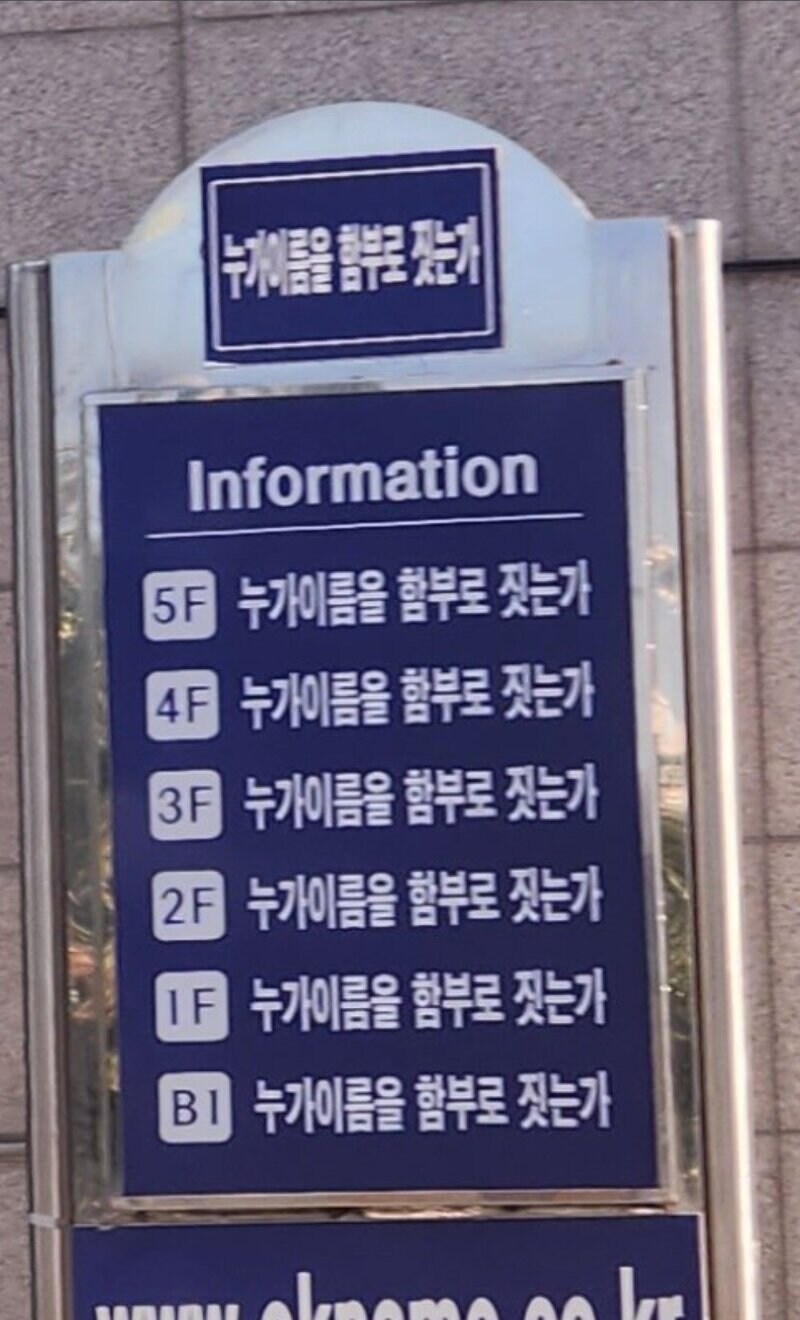 누가이름을 함부로 짓는가
Information
5F 누가이름을 함부로 짓는가
4F 누가이름을 함부로 짓는가
3F 누가이름을 함부로 짓는가
2F 누가이름을 함부로 짓는가
1F 누가이름을 함부로 짓는가
B1 누가이름을 함부로 짓는가